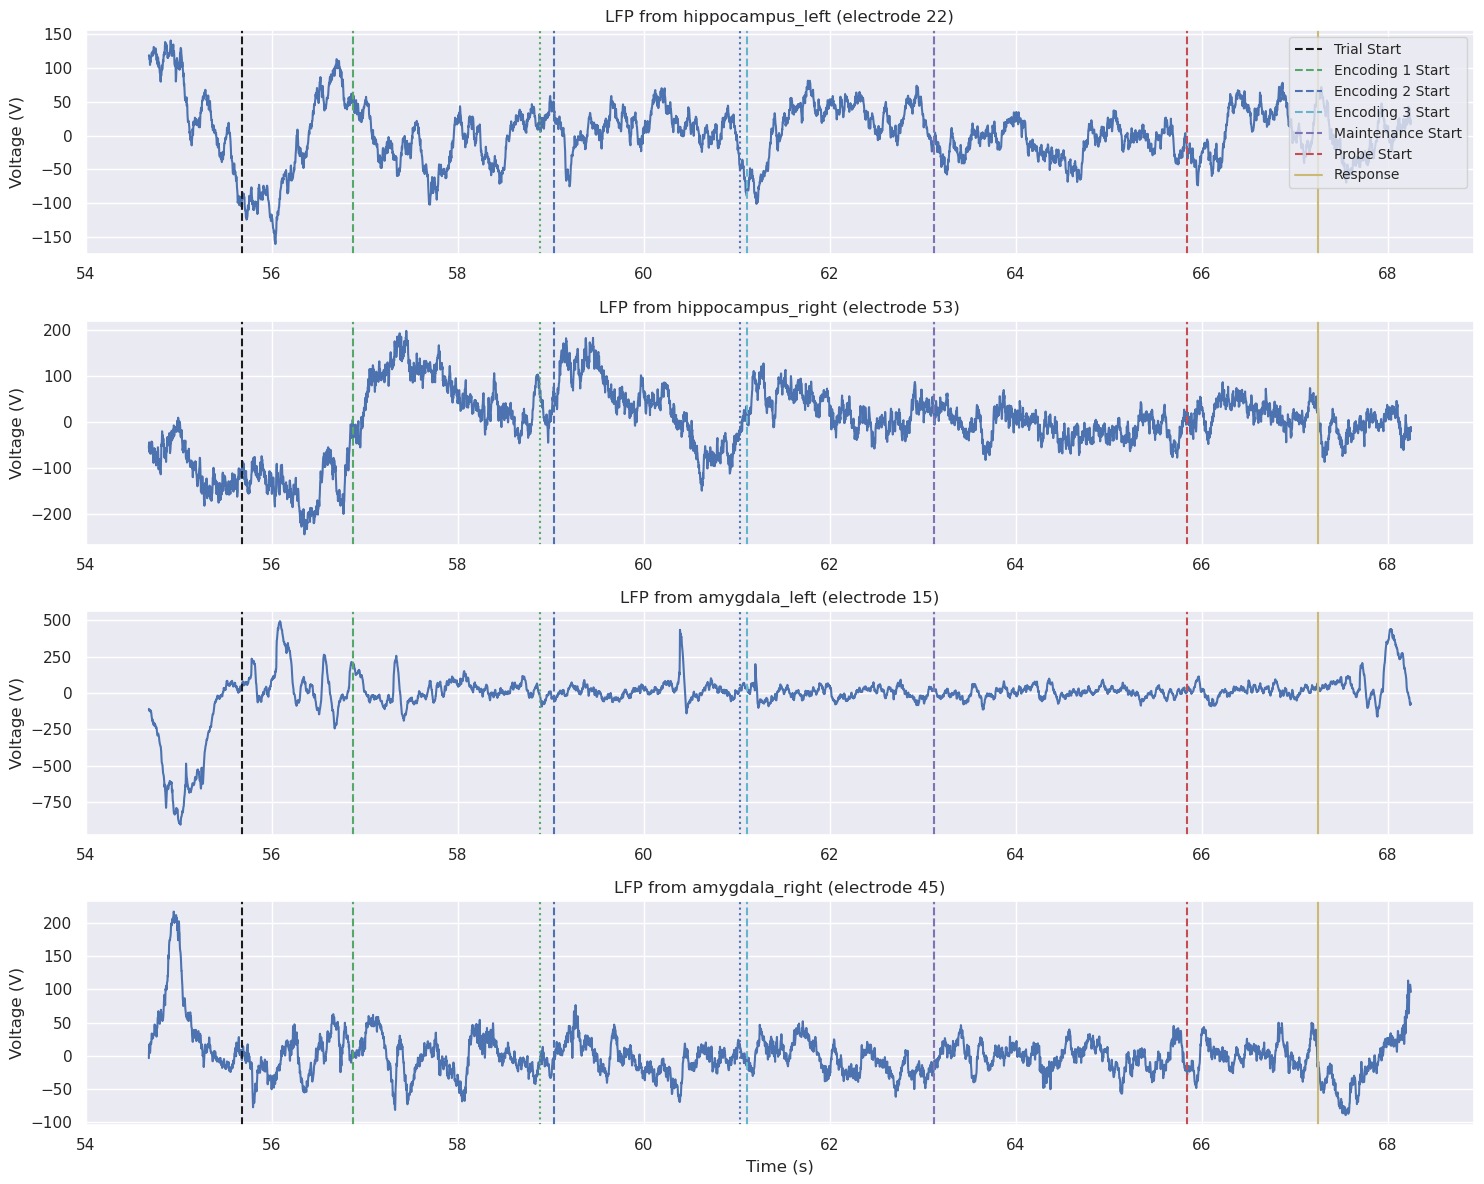 LFP from hippocampus_left (electrode 22)
150
100
50
0
−50
−100
−150
Voltage (V)
Trial Start
Encoding 1 Start
Encoding 2 Start
Encoding 3 Start
Maintenance Start
Probe Start
Response
54 56 58 60 62 64 66 68
LFP from hippocampus_right (electrode 53)
200
100
0
−100
−200
Voltage (V)
54 56 58 60 62 64 66 68
LFP from amygdala_left (electrode 15)
500
250
0
−250
−500
−750
Voltage (V)
54 56 58 60 62 64 66 68
LFP from amygdala_right (electrode 45)
200
150
100
50
0
−50
−100
Voltage (V)
54 56 58 60 62 64 66 68
Time (s)